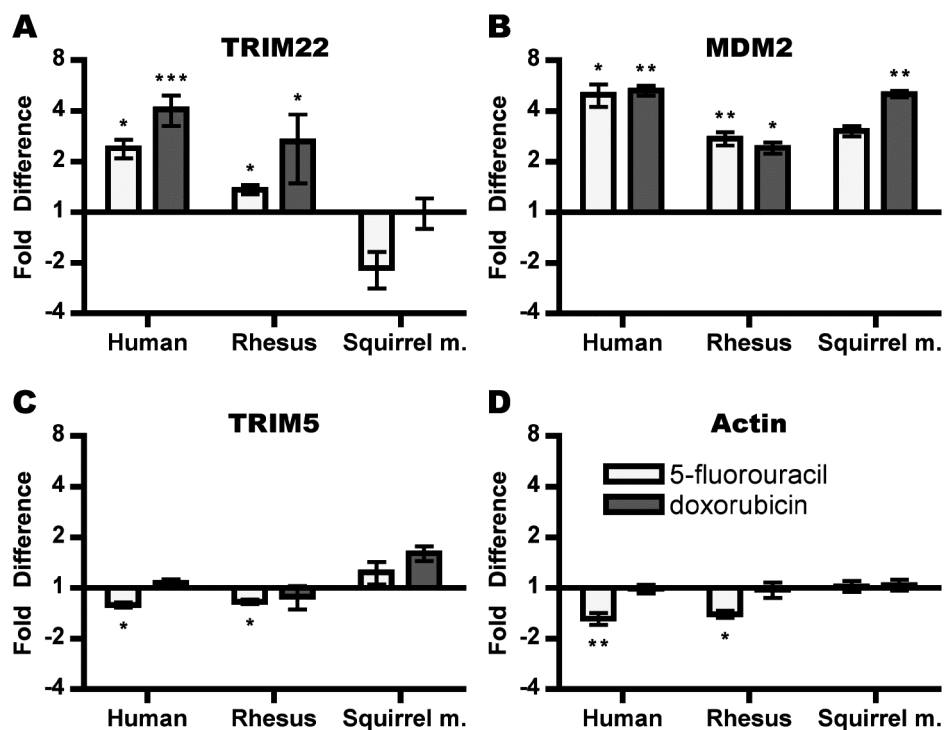 A
TRIM22
Fold Difference
8
4
2
1
-2
-4
*
***
*
*
Human Rhesus Squirrel m.
B
MDM2
Fold Difference
8
4
2
1
-2
-4
*
**
**
*
**
Human Rhesus Squirrel m.
C
TRIM5
Fold Difference
8
4
2
1
-2
-4
*
*
Human Rhesus Squirrel m.
D
Actin
Fold Difference
8
4
2
1
-2
-4
5-fluorouracil
doxorubicin
**
*
Human Rhesus Squirrel m.